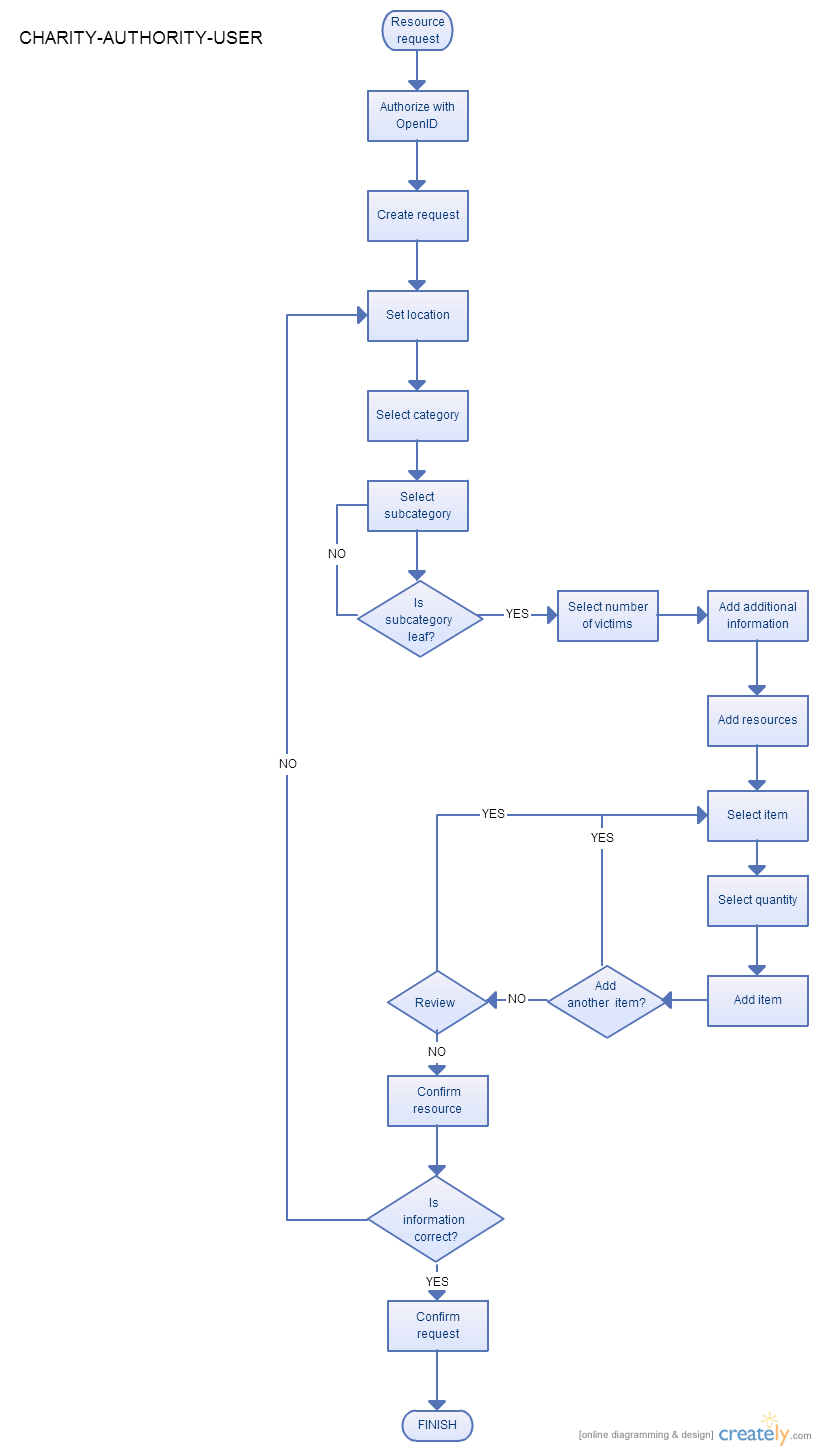 CHARITY-AUTHORITY-USER
Resource
request
Authorize with
OpenID
Create request
Set location
Select category
Select
subcategory
NO
Is
subcategory
leaf?
YES
Select number
of victims
Add additional
information
Add resources
NO
Select item
YES
YES
Select quantity
Add item
Add
another item?
NO
Review
NO
Confirm
resource
Is
information
correct?
YES
Confirm
request
FINISH
[online diagramming & design] creately.com